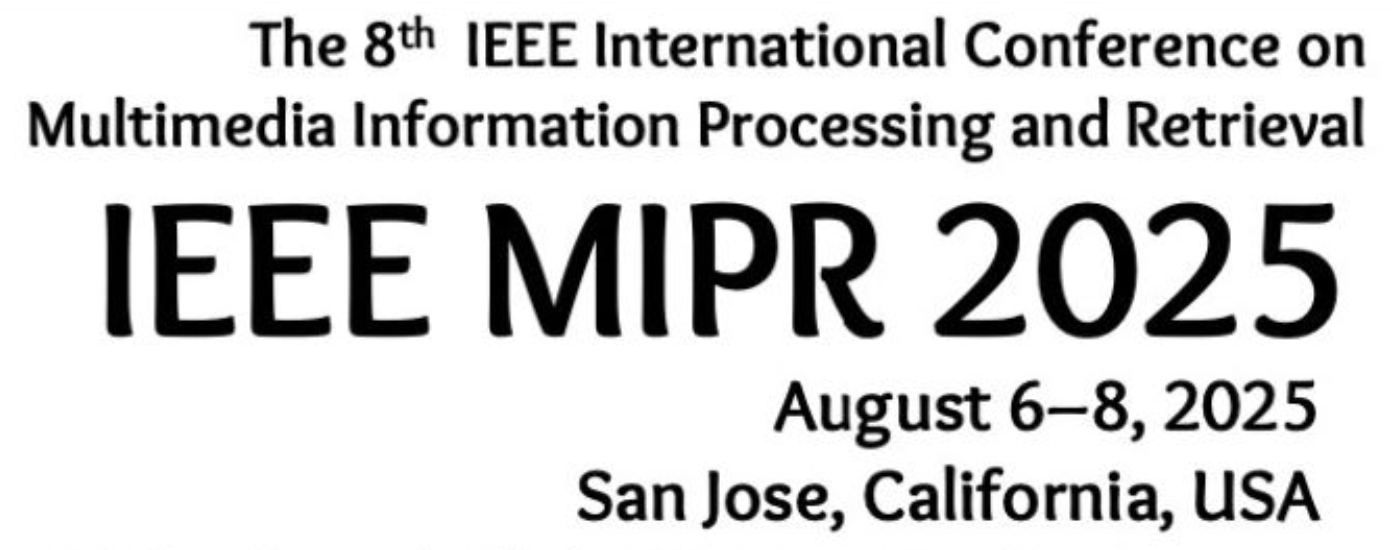 The 8th IEEE International Conference on
Multimedia Information Processing and Retrieval
IEEE MIPR 2025
August 6–8, 2025
San Jose, California, USA